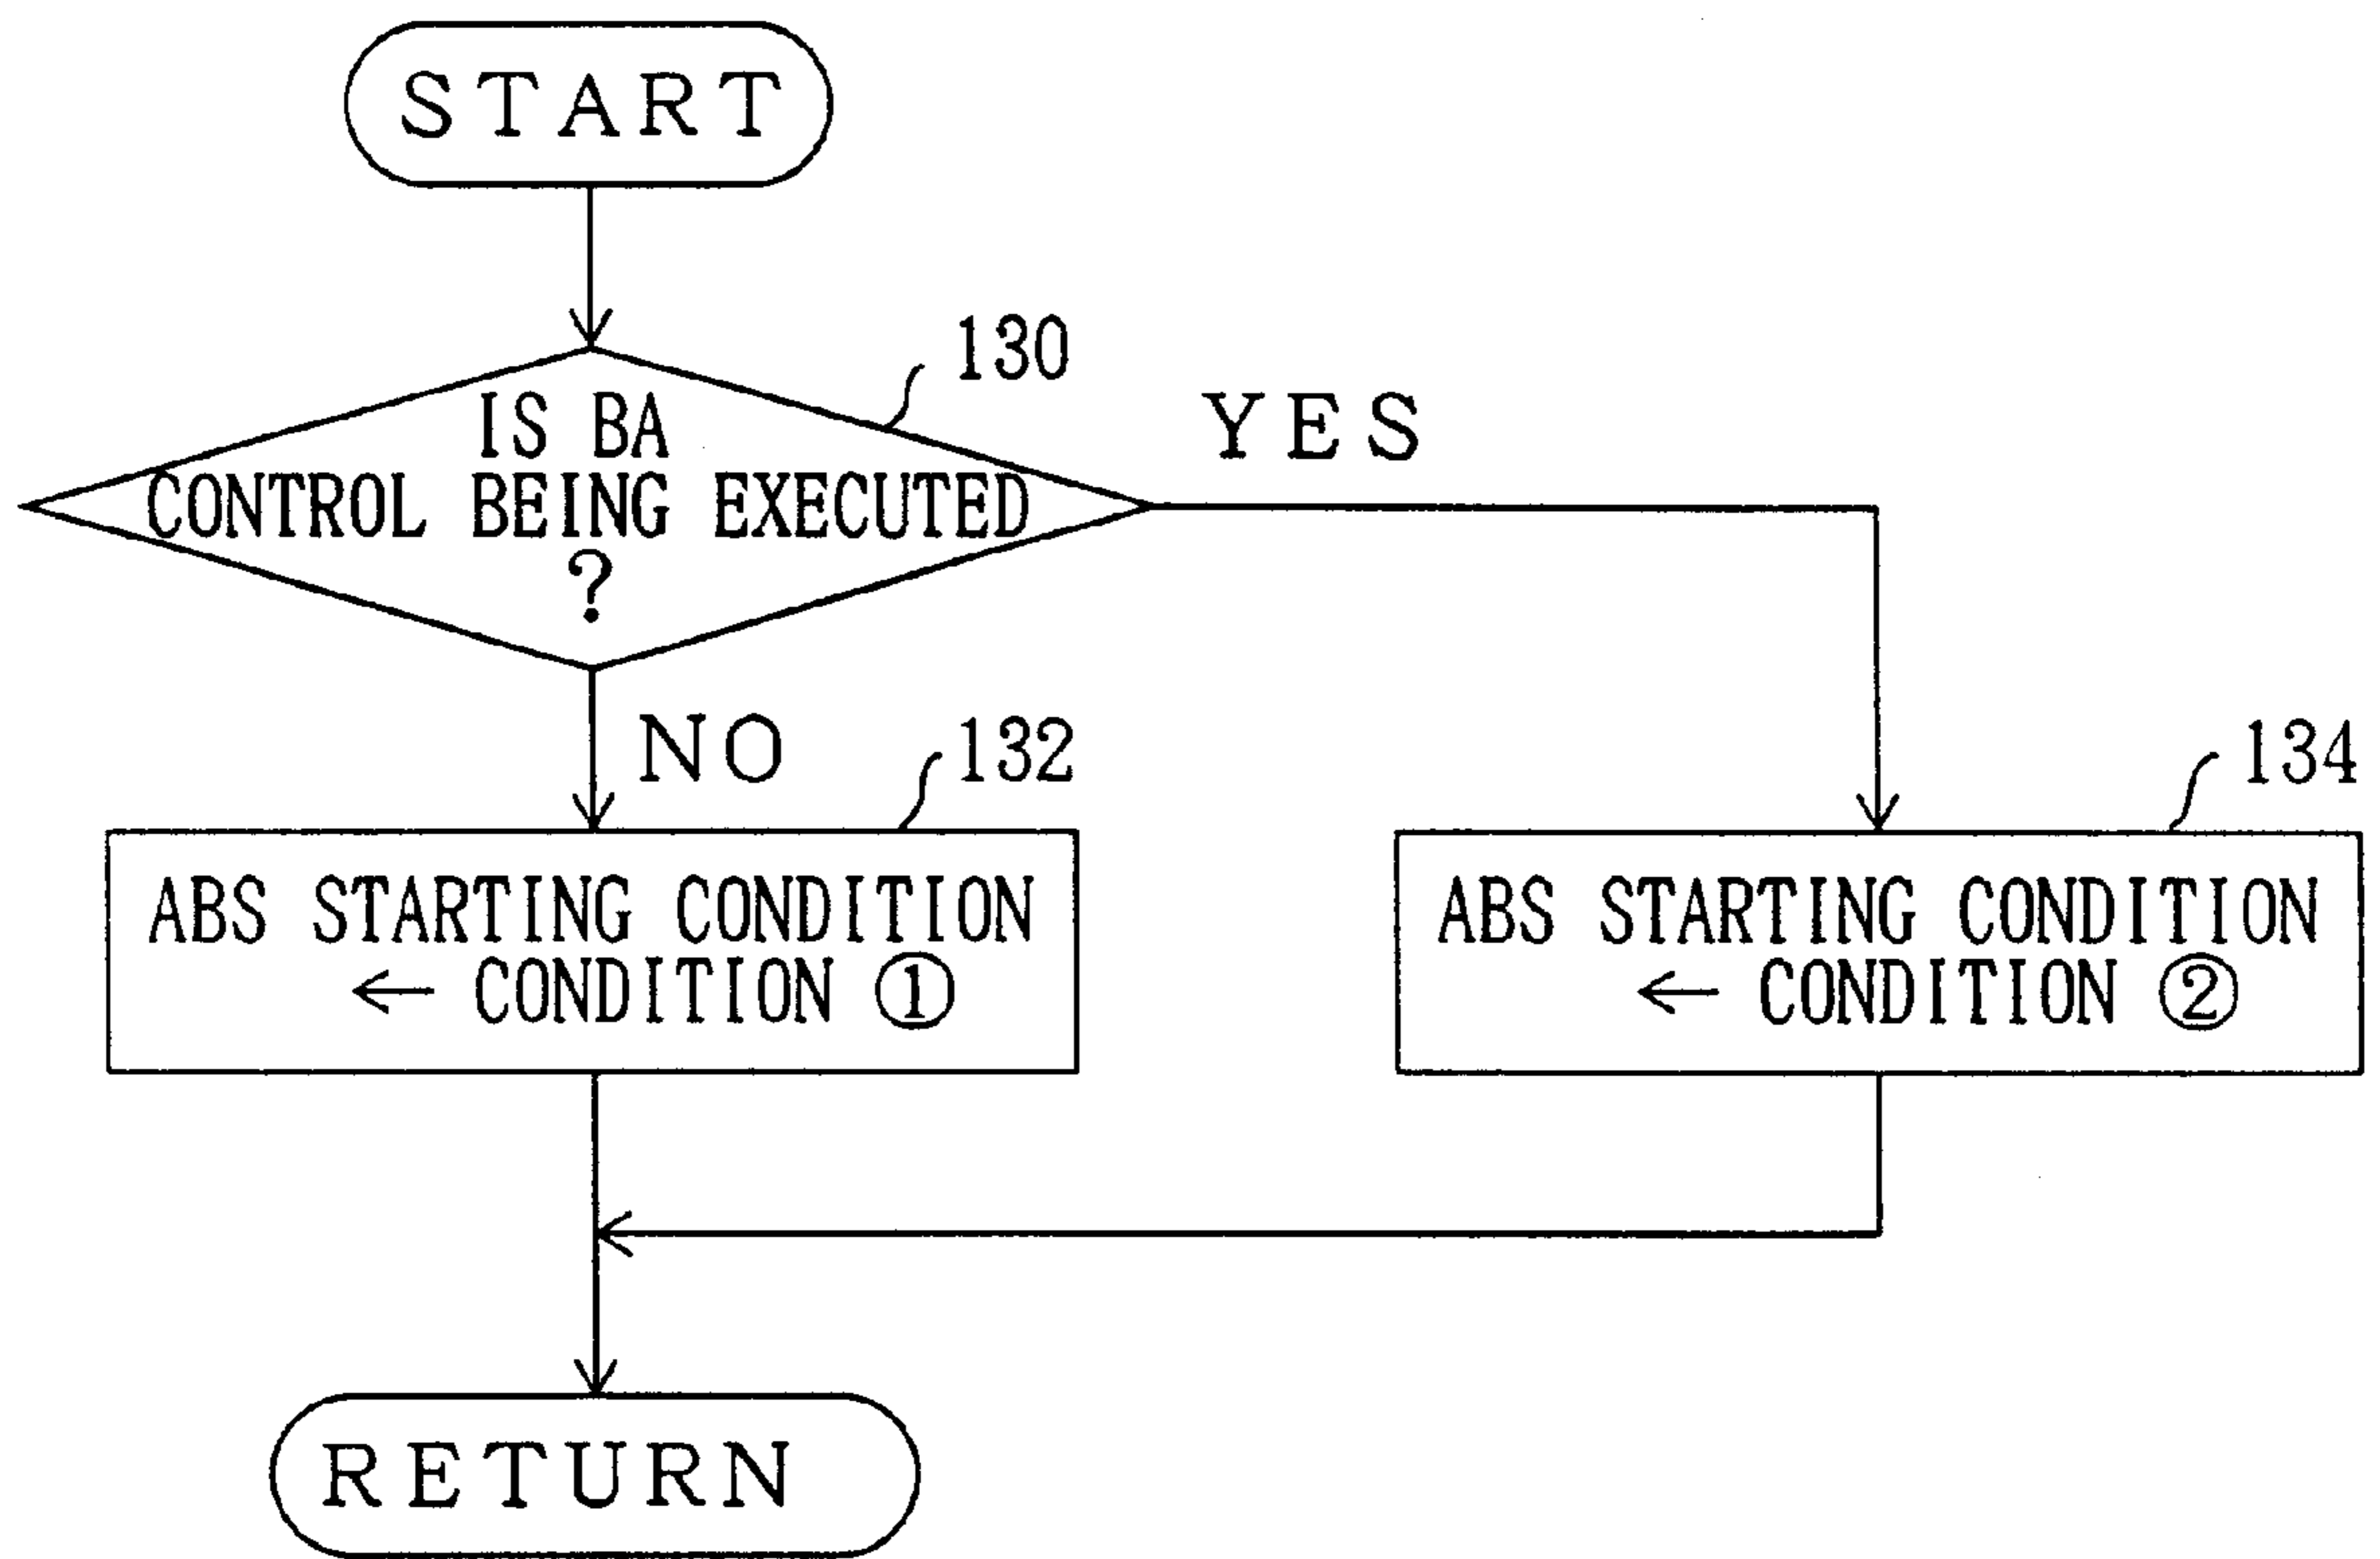 START
130
IS BA
CONTROL BEING EXECUTED
?
YES
NO
132
134
ABS STARTING CONDITION
← CONDITION ①
ABS STARTING CONDITION
← CONDITION ②
RETURN